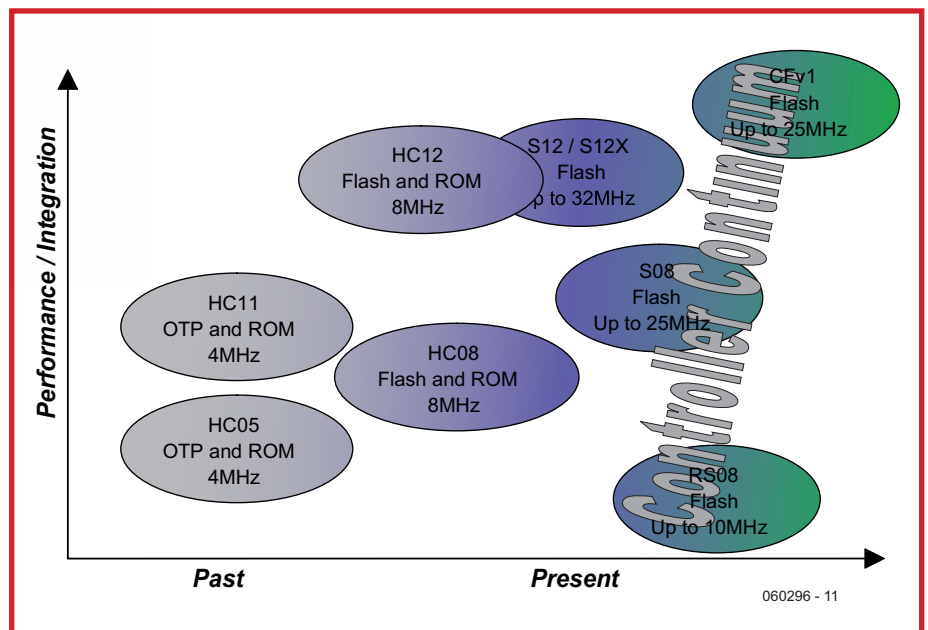 Performance / Integration
CFv1
Flash
Up to 25MHz
HC12
Flash and ROM
8MHz
S12 / S12X
Flash
p to 32MHz
S08
Flash
Up to 25MHz
HC11
OTP and ROM
4MHz
HC08
Flash and ROM
8MHz
HC05
OTP and ROM
4MHz
RS08
Flash
Up to 10MHz
Controller Continuum
Past
Present
060296 - 11